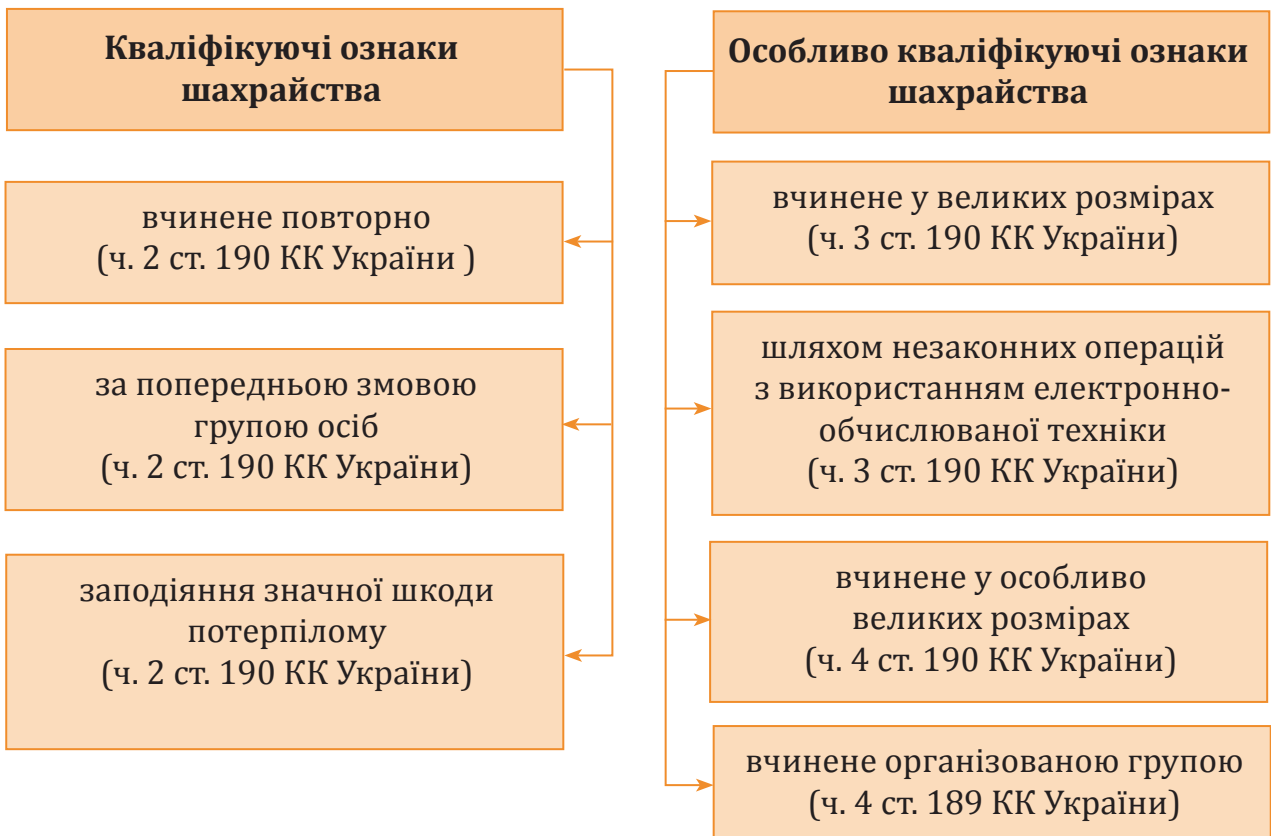 Кваліфікуючі ознаки
шахрайства
вчинене повторно
(ч. 2 ст. 190 КК України )
за попередньою змовою
групою осіб
(ч. 2 ст. 190 КК України)
заподіяння значної шкоди
потерпілому
(ч. 2 ст. 190 КК України)
Особливо кваліфікуючі ознаки
шахрайства
вчинене у великих розмірах
(ч. 3 ст. 190 КК України)
шляхом незаконних операцій
з використанням електронно-
обчислюваної техніки
(ч. 3 ст. 190 КК України)
вчинене у особливо
великих розмірах
(ч. 4 ст. 190 КК України)
вчинене організованою групою
(ч. 4 ст. 189 КК України)